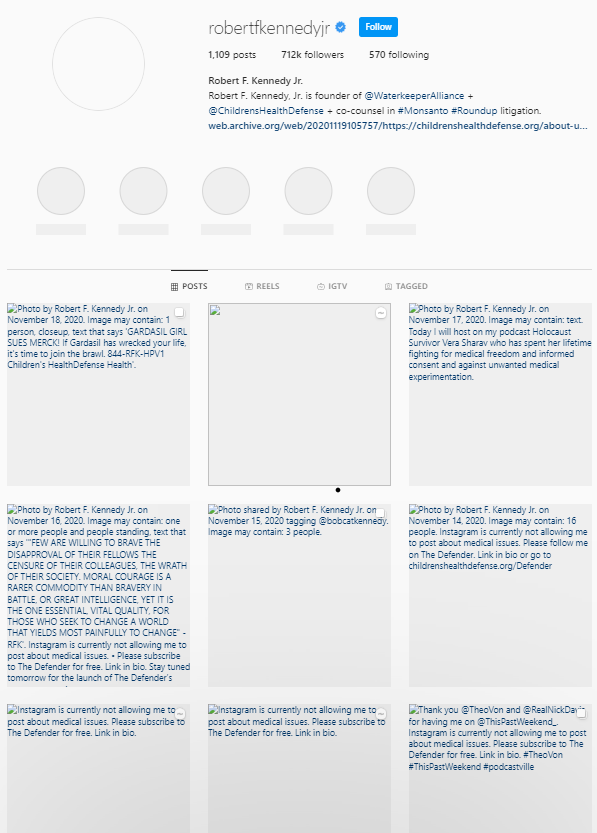 robertfkennedyjr
Follow
1,109 posts 712k followers 570 following
Robert F. Kennedy Jr.
Robert F. Kennedy, Jr. is founder of @WaterkeeperAlliance +
@ChildrensHealthDefense + co-counsel in #Monsanto #Roundup litigation.
web.archive.org/web/20201119105757/https://childrenshealthdefense.org/about-u...
POSTS REELS IGTV TAGGED
Photo by Robert F. Kennedy Jr. on
November 18, 2020. Image may contain: 1
person, closeup, text that says 'GARDASIL GIRL
SUES MERCK! If Gardasil has wrecked your life,
it's time to join the brawl. 844-RFK-HPV1
Children's HealthDefense Health'.
Photo by Robert F. Kennedy Jr. on
November 17, 2020. Image may contain: text.
Today I will host on my podcast Holocaust
Survivor Vera Sharav who has spent her lifetime
fighting for medical freedom and informed
consent and against unwanted medical
experimentation.
Photo by Robert F. Kennedy Jr. on
November 16, 2020. Image may contain: one
or more people and people standing, text that
says '"FEW ARE WILLING TO BRAVE THE
DISAPPROVAL OF THEIR FELLOWS THE
CENSURE OF THEIR COLLEAGUES, THE WRATH
OF THEIR SOCIETY. MORAL COURAGE IS A
RARER COMMODITY THAN BRAVERY IN
BATTLE, OR GREAT INTELLIGENCE, YET IT IS
THE ONE ESSENTIAL, VITAL QUALITY, FOR
THOSE WHO SEEK TO CHANGE A WORLD
THAT YIELDS MOST PAINFULLY TO CHANGE" -
RFK'. Instagram is currently not allowing me to
post about medical issues. • Please subscribe
to The Defender for free. Link in bio. Stay tuned
tomorrow for the launch of The Defender's
Photo shared by Robert F. Kennedy Jr. on
November 15, 2020 tagging @bobcatkennedy.
Image may contain: 3 people.
Photo by Robert F. Kennedy Jr. on
November 14, 2020. Image may contain: 16
people. Instagram is currently not allowing me
to post about medical issues. Please follow me
on The Defender. Link in bio or go to
childrenshealthdefense.org/Defender
Instagram is currently not allowing me to
post about medical issues. Please subscribe to
The Defender for free. Link in bio.
Instagram is currently not allowing me to
post about medical issues. Please subscribe to
The Defender for free. Link in bio.
Thank you @TheoVon and @RealNickDavis
for having me on @ThisPastWeekend_.
Instagram is currently not allowing me to post
about medical issues. Please subscribe to The
Defender for free. Link in bio. #TheoVon
#ThisPastWeekend #podcastville